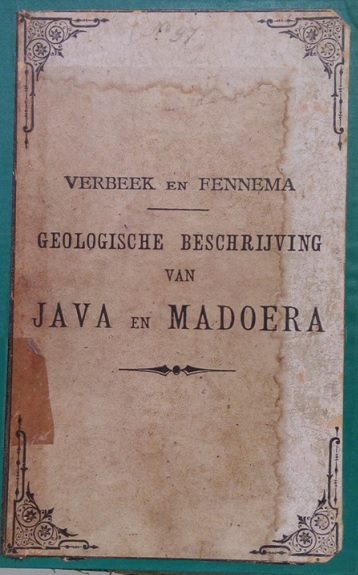 VERBEEK EN FENNEMA
GEOLOGISCHE BESCHRIJVING
VAN
JAVA EN MADOERA